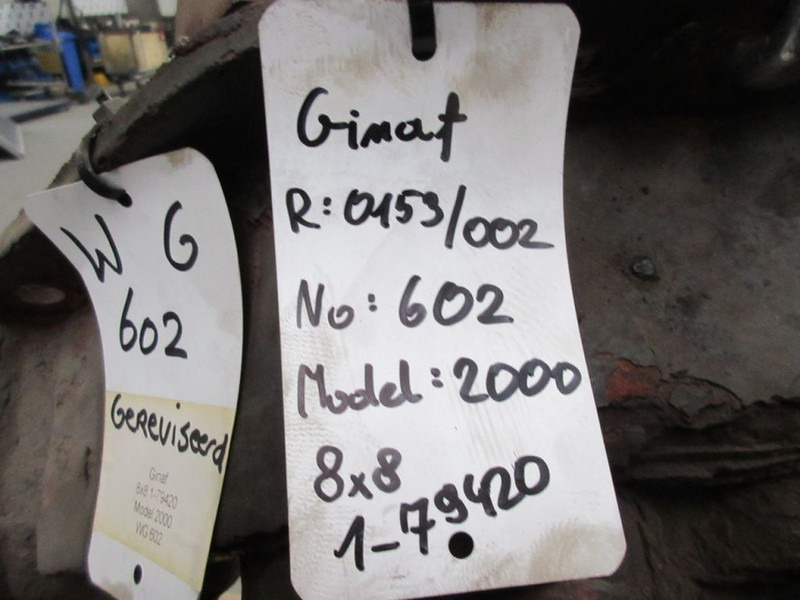 W G
602
Gereviseerd
Ginaf
8x8 1-79420
Model 2000
WG 602
Ginaf
R: 0153/002
No: 602
Model: 2000
8x8
1-79420